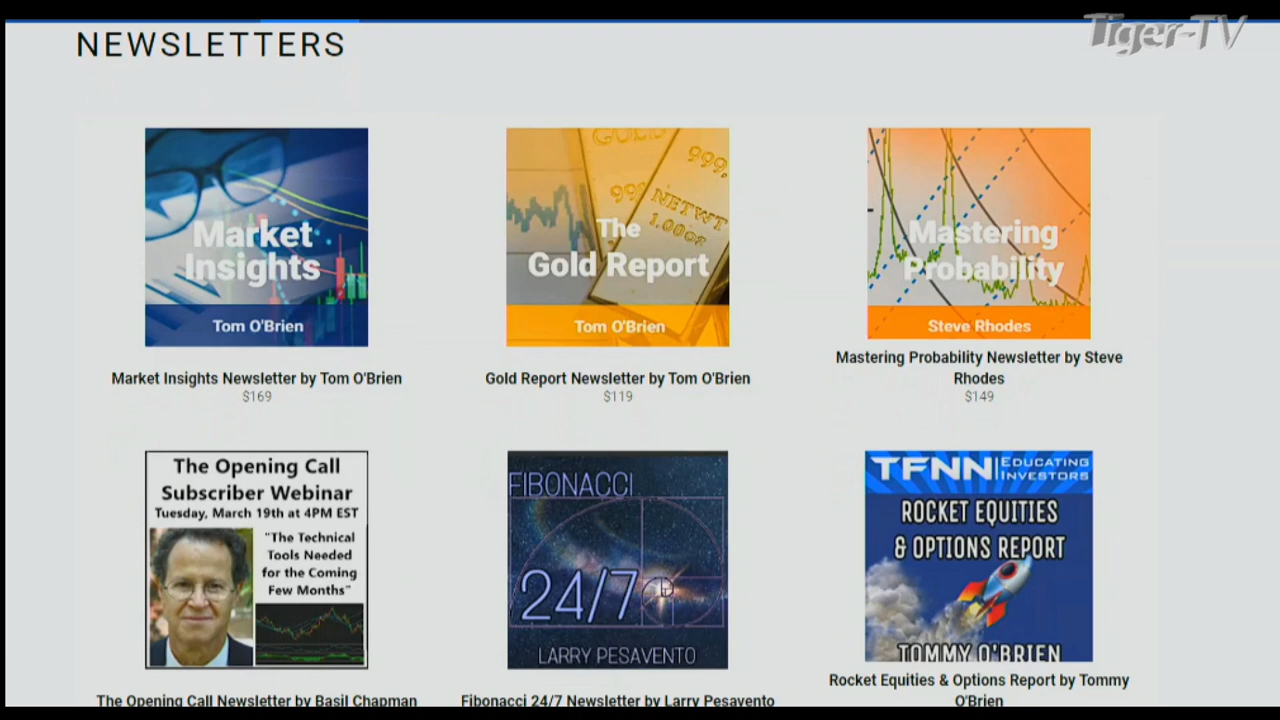 Tiger-TV
NEWSLETTERS
GOLD
999.
999
NETWT
1.00oz
Market
Insights
Tom O'Brien
The
Gold Report
Tom O'Brien
Mastering
Probability
Steve Rhodes
Market Insights Newsletter by Tom O'Brien
$169
Gold Report Newsletter by Tom O'Brien
$119
Mastering Probability Newsletter by Steve
Rhodes
$149
The Opening Call
Subscriber Webinar
Tuesday, March 19th at 4PM EST
"The Technical
Tools Needed
for the Coming
Few Months"
FIBONACCI
24/7
LARRY PESAVENTO
TFNN EDUCATING
INVESTORS
ROCKET EQUITIES
& OPTIONS REPORT
TOMMY O'BRIEN
The Opening Call Newsletter by Basil Chapman
Fibonacci 24/7 Newsletter by Larry Pesavento
Rocket Equities & Options Report by Tommy
O'Brien